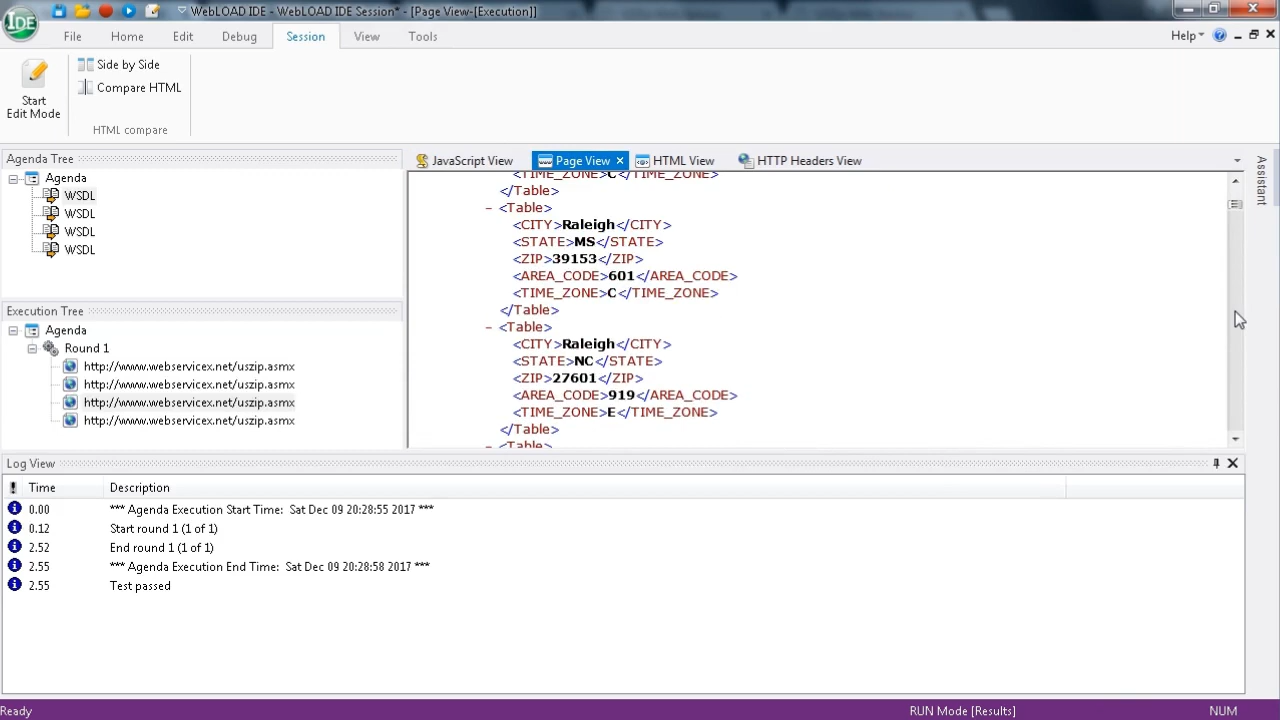 IDE
WebLOAD IDE - WebLOAD IDE Session* - [Page View-[Execution]]
File Home Edit Debug Session View Tools Help
Start
Edit Mode
Side by Side
Compare HTML
HTML compare
Agenda Tree
Agenda
WSDL
WSDL
WSDL
WSDL
Execution Tree
Agenda
Round 1
http://www.webservicex.net/uszip.asmx
http://www.webservicex.net/uszip.asmx
http://www.webservicex.net/uszip.asmx
http://www.webservicex.net/uszip.asmx
JavaScript View Page View HTML View HTTP Headers View
<TIME_ZONE>C</TIME_ZONE>
</Table>
- <Table>
<CITY>Raleigh</CITY>
<STATE>MS</STATE>
<ZIP>39153</ZIP>
<AREA_CODE>601</AREA_CODE>
<TIME_ZONE>C</TIME_ZONE>
</Table>
- <Table>
<CITY>Raleigh</CITY>
<STATE>NC</STATE>
<ZIP>27601</ZIP>
<AREA_CODE>919</AREA_CODE>
<TIME_ZONE>E</TIME_ZONE>
</Table>
- <Table>
Assistant
Log View
! Time Description
0.00 *** Agenda Execution Start Time: Sat Dec 09 20:28:55 2017 ***
0.12 Start round 1 (1 of 1)
2.52 End round 1 (1 of 1)
2.55 *** Agenda Execution End Time: Sat Dec 09 20:28:58 2017 ***
2.55 Test passed
Ready RUN Mode [Results] NUM